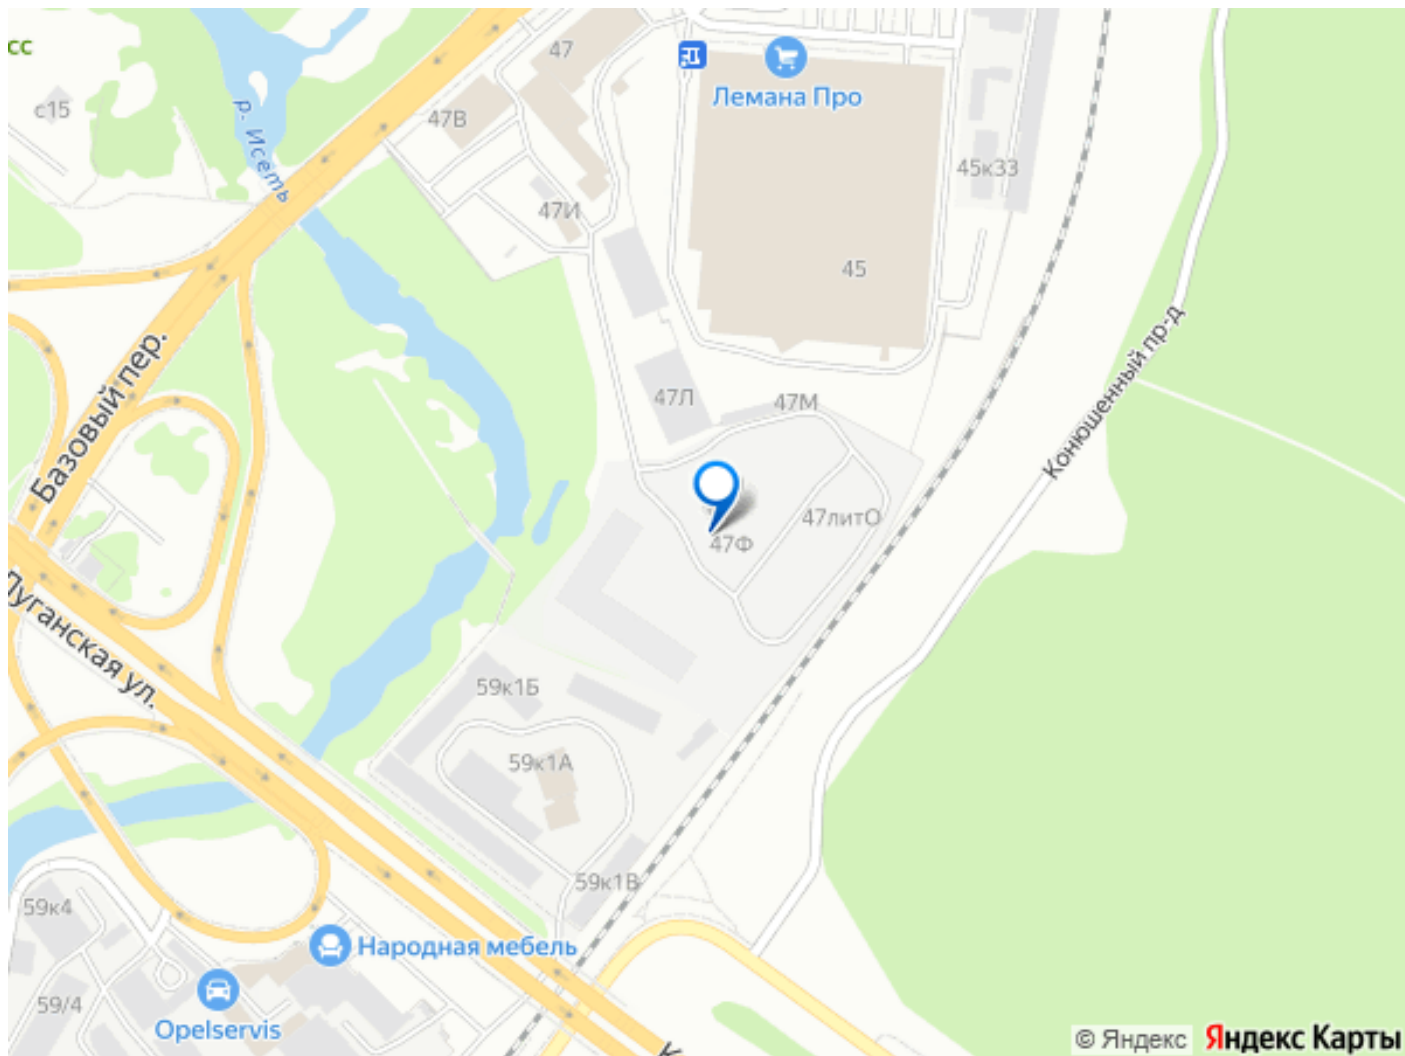 сс
с15
р. Исеть
47
47В
Лемана Про
45к33
47И
45
Базовый пер.
47Л
47М
Конюшенный пр-д
47литО
47Ф
Луганская ул.
59к1Б
59к1А
59к1В
59к4
Народная мебель
59/4
Opelservis
© Яндекс Яндекс Карты